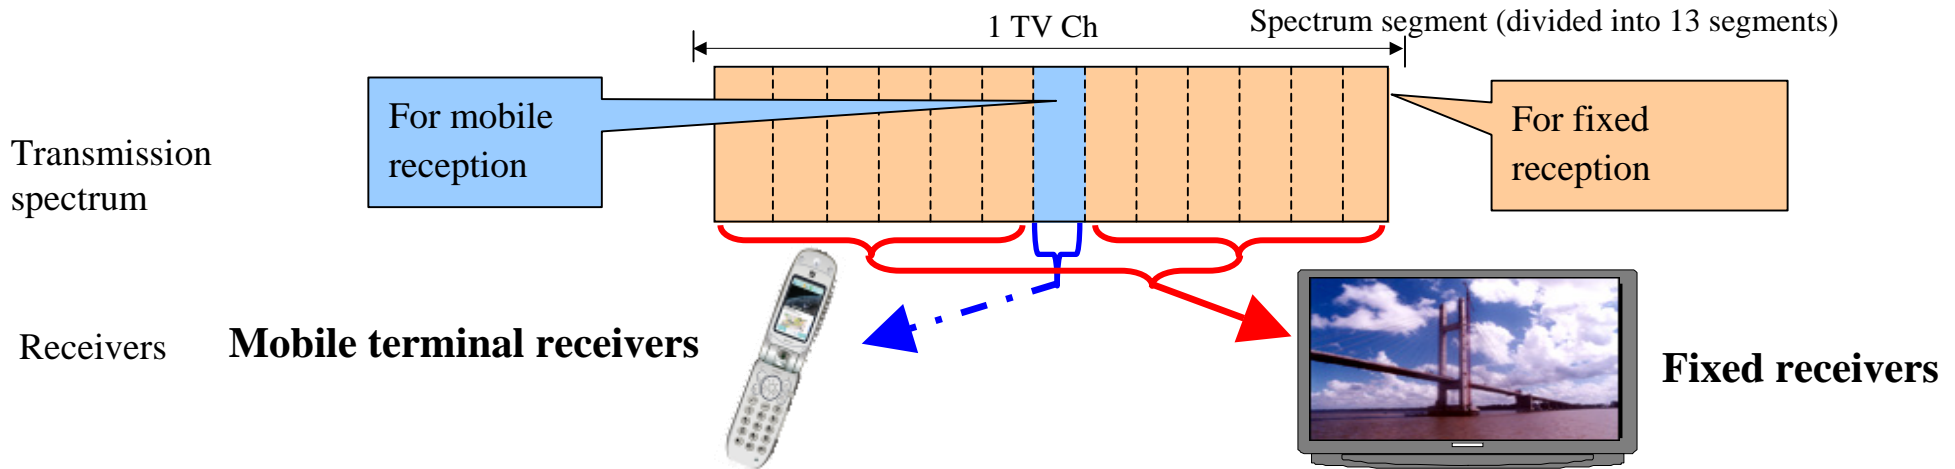 1 TV Ch
Spectrum segment (divided into 13 segments)
For mobile
reception
For fixed
reception
Transmission
spectrum
Receivers
Mobile terminal receivers
Fixed receivers